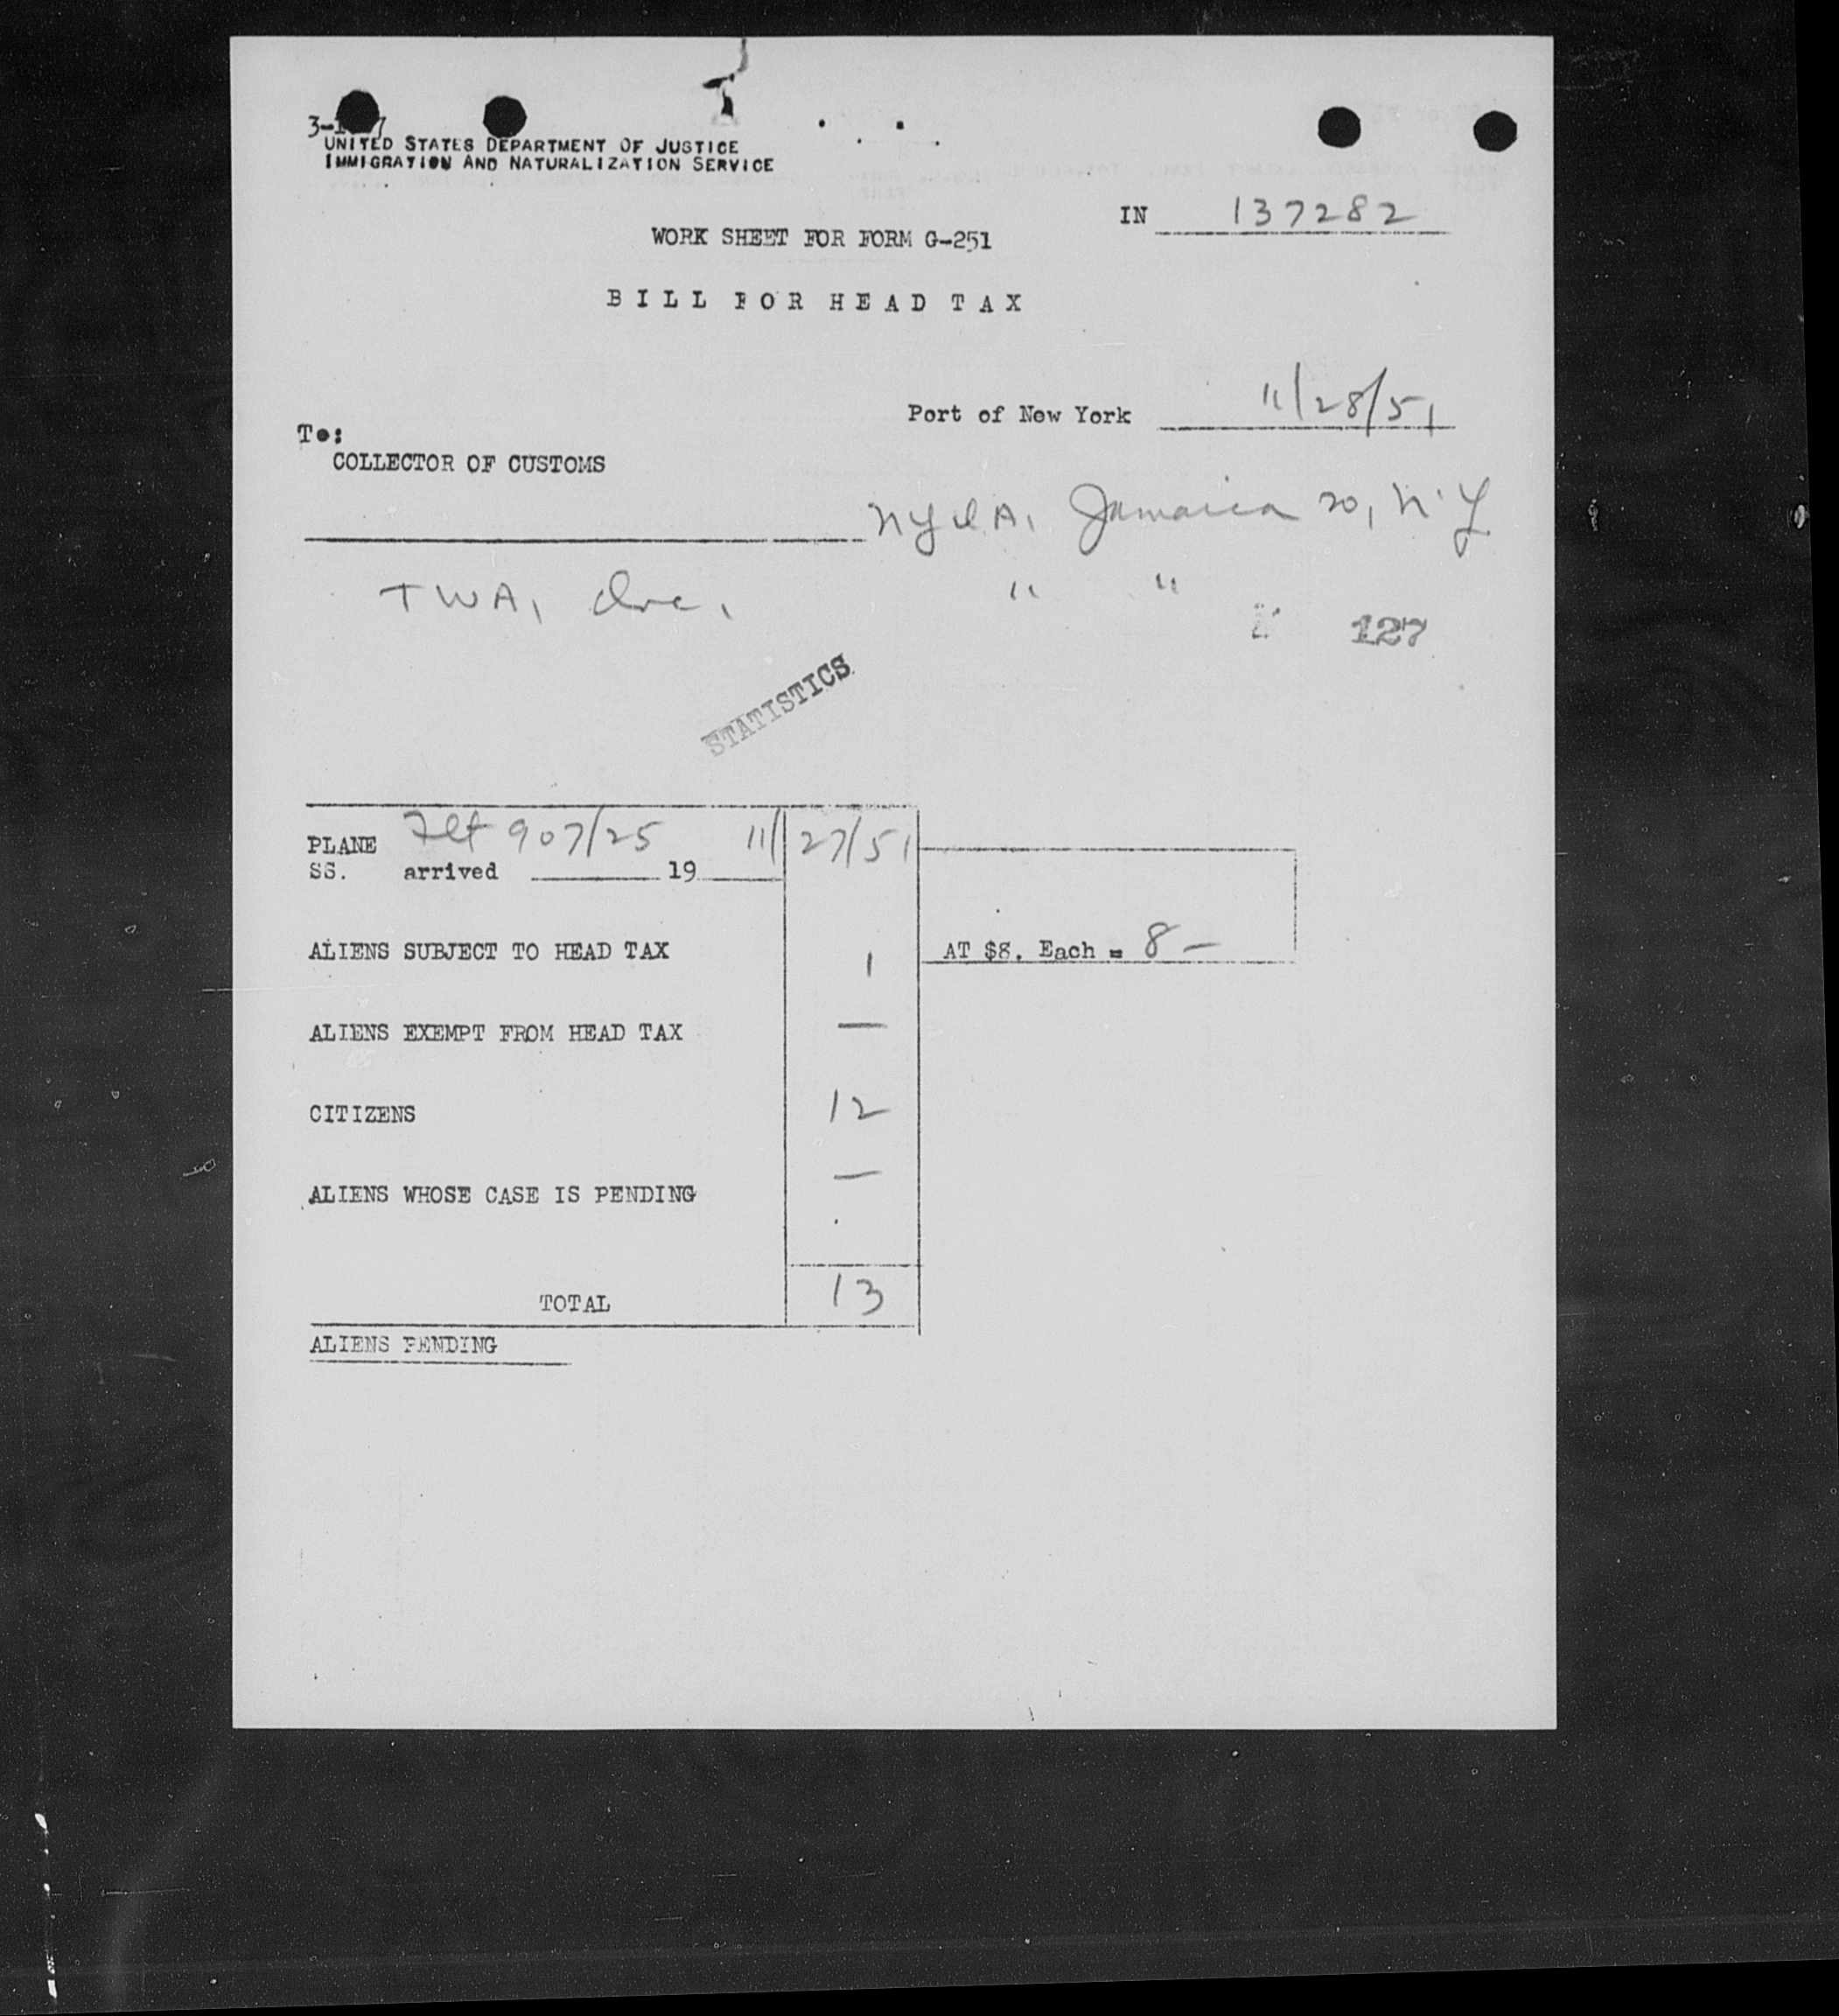 UNITED STATES DEPARTMENT OF JUSTICE
IMMIGRATION AND NATURALIZATION SERVICE
IN 137282
WORK SHEET FOR FORM G-251
BILL FOR HEAD TAX
Port of New York 11/28/51
To:
COLLECTOR OF CUSTOMS
NYIA, Jamaica 20, N.Y
TWA, Inc. " "
127
STATISTICS
PLANE Flt 907/25 11/27/51
SS. arrived 19
ALIENS SUBJECT TO HEAD TAX 1 AT $8. Each = 8 —
ALIENS EXEMPT FROM HEAD TAX —
CITIZENS 12
ALIENS WHOSE CASE IS PENDING —
TOTAL 13
ALIENS PENDING